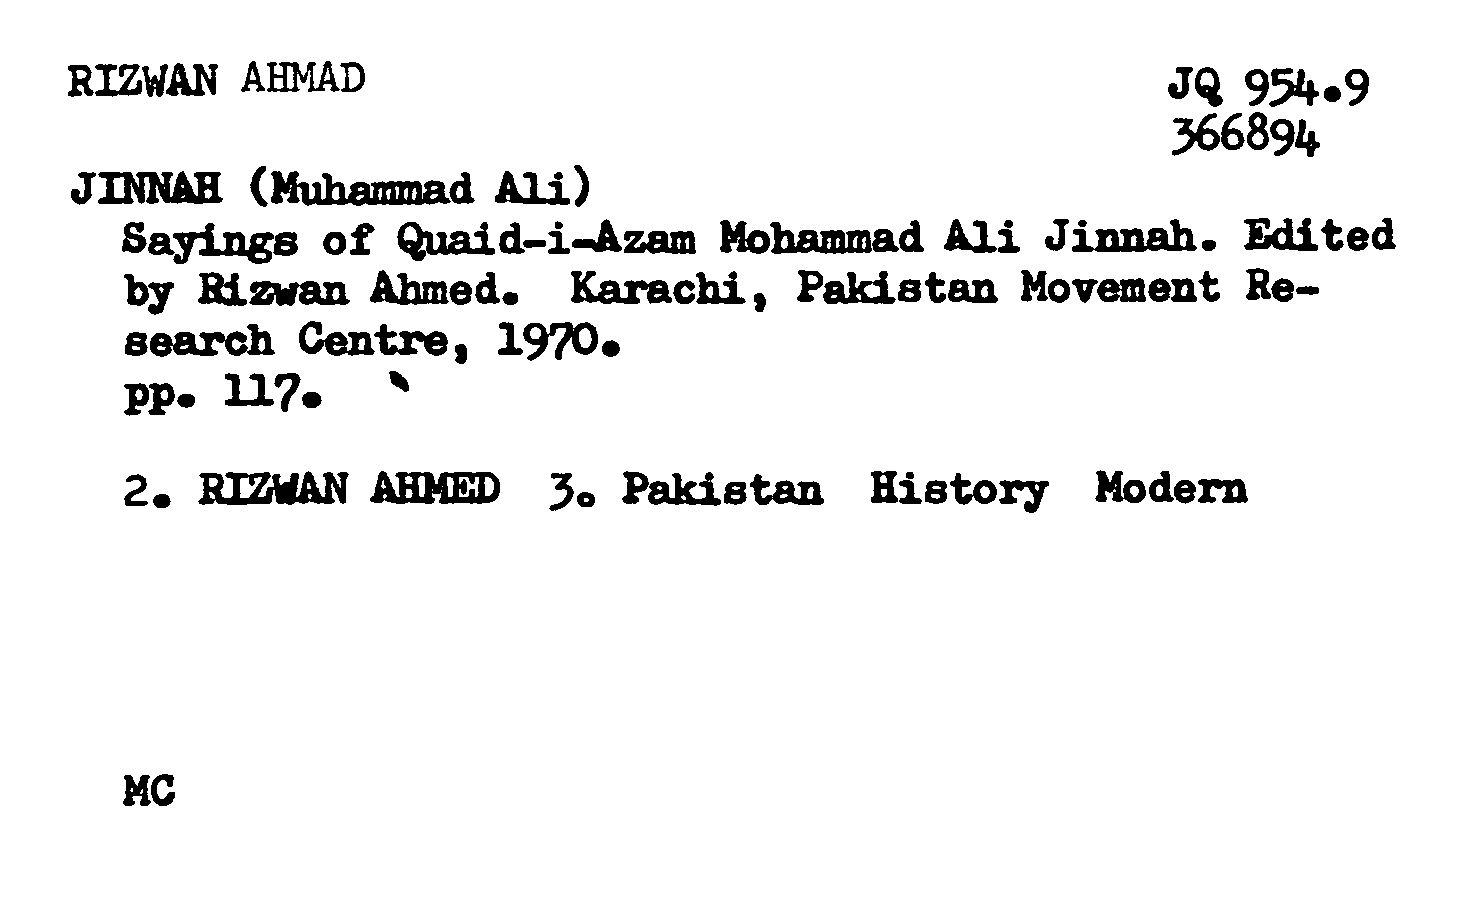 RIZWAN AHMAD
JQ 954.9
366894
JINNAH (Muhammad Ali)
Sayings of Quaid-i-Azam Mohammad Ali Jinnah. Edited
by Rizwan Ahmed. Karachi, Pakistan Movement Re-
search Centre, 1970.
pp. 117.
2. RIZWAN AHMED 3. Pakistan History Modern
MC